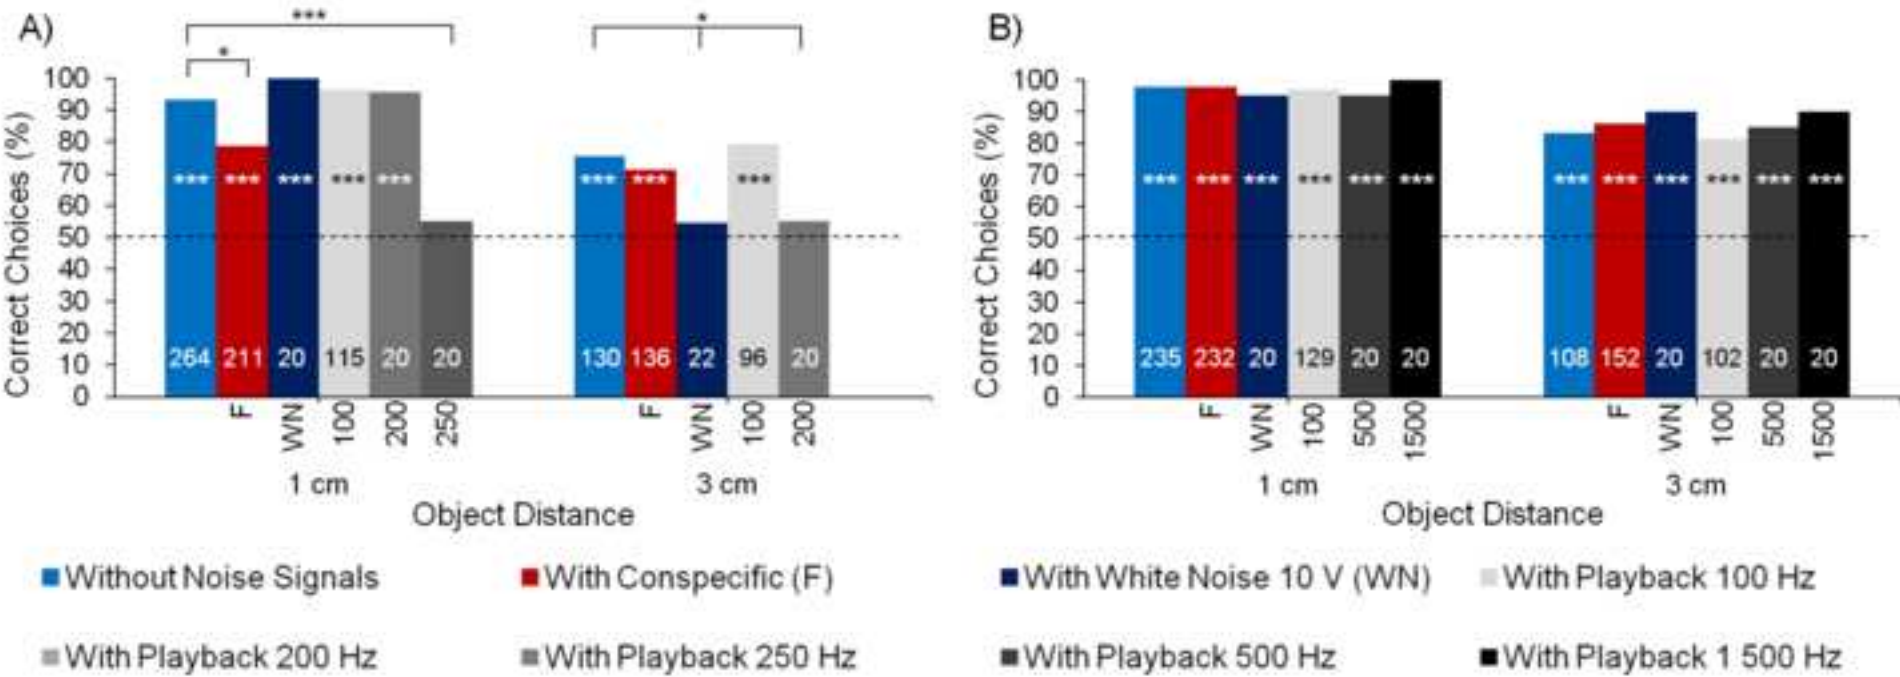 A)
B)
*** * *
100 90 80 70 60 50 40 30 20 10 0
Correct Choices (%)
*** *** *** *** *** *** *** ***
264 211 20 115 20 20 130 136 22 96 20
F WN 100 200 250 F WN 100 200
1 cm 3 cm
Object Distance
100 90 80 70 60 50 40 30 20 10 0
Correct Choices (%)
*** *** *** *** *** *** *** *** *** *** *** ***
235 232 20 129 20 20 108 152 20 102 20 20
F WN 100 500 1500 F WN 100 500 1500
1 cm 3 cm
Object Distance
Without Noise Signals With Conspecific (F) With White Noise 10 V (WN) With Playback 100 Hz
With Playback 200 Hz With Playback 250 Hz With Playback 500 Hz With Playback 1 500 Hz